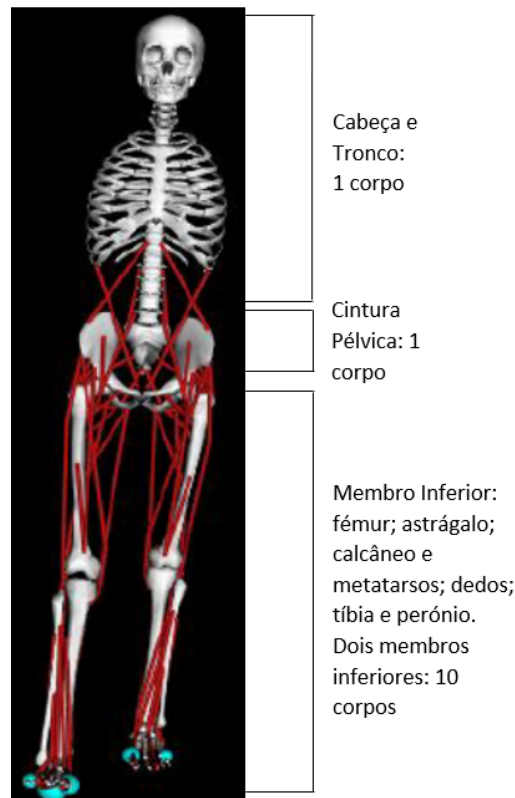 Cabeça e
Tronco:
1 corpo
Cintura
Pélvica: 1
corpo
Membro Inferior:
fémur; astrágalo;
calcâneo e
metatarsos; dedos;
tíbia e perónio.
Dois membros
inferiores: 10
corpos